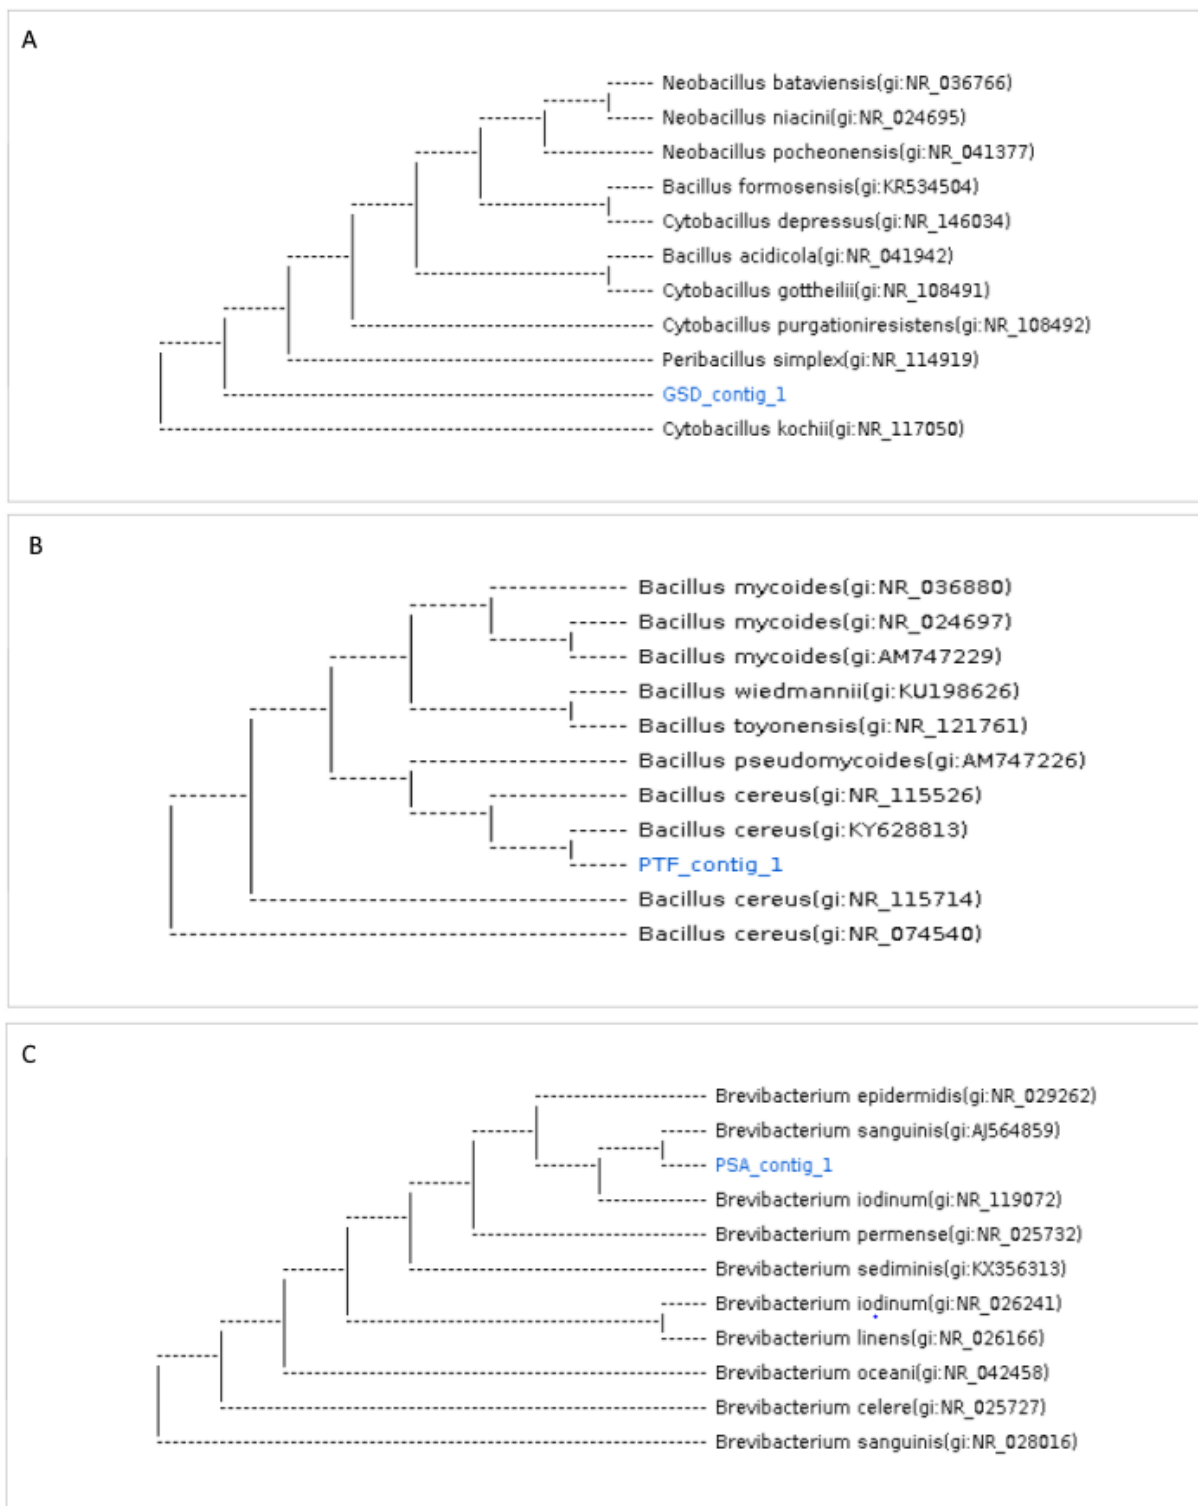 A
Neobacillus bataviensis(gi:NR_036766)
Neobacillus niacini(gi:NR_024695)
Neobacillus pocheonensis(gi:NR_041377)
Bacillus formosensis(gi:KR534504)
Cytobacillus depressus(gi:NR_146034)
Bacillus acidicola(gi:NR_041942)
Cytobacillus gottheilii(gi:NR_108491)
Cytobacillus purgationiresistens(gi:NR_108492)
Peribacillus simplex(gi:NR_114919)
GSD_contig_1
Cytobacillus kochii(gi:NR_117050)
B
Bacillus mycoides(gi:NR_036880)
Bacillus mycoides(gi:NR_024697)
Bacillus mycoides(gi:AM747229)
Bacillus wiedmannii(gi:KU198626)
Bacillus toyonensis(gi:NR_121761)
Bacillus pseudomycoides(gi:AM747226)
Bacillus cereus(gi:NR_115526)
Bacillus cereus(gi:KY628813)
PTF_contig_1
Bacillus cereus(gi:NR_115714)
Bacillus cereus(gi:NR_074540)
C
Brevibacterium epidermidis(gi:NR_029262)
Brevibacterium sanguinis(gi:AJ564859)
PSA_contig_1
Brevibacterium iodinum(gi:NR_119072)
Brevibacterium permense(gi:NR_025732)
Brevibacterium sediminis(gi:KX356313)
Brevibacterium iodinum(gi:NR_026241)
Brevibacterium linens(gi:NR_026166)
Brevibacterium oceani(gi:NR_042458)
Brevibacterium celere(gi:NR_025727)
Brevibacterium sanguinis(gi:NR_028016)